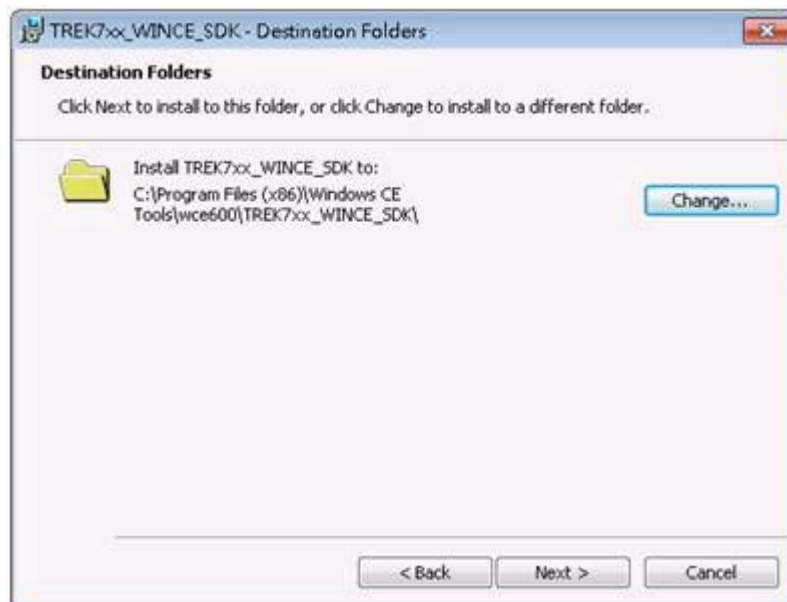 TREK7xx_WINCE_SDK - Destination Folders
Destination Folders
Click Next to install to this folder, or click Change to install to a different folder.
Install TREK7xx_WINCE_SDK to:
C:\Program Files (x86)\Windows CE
Tools\wce600\TREK7xx_WINCE_SDK\
Change...
< Back
Next >
Cancel